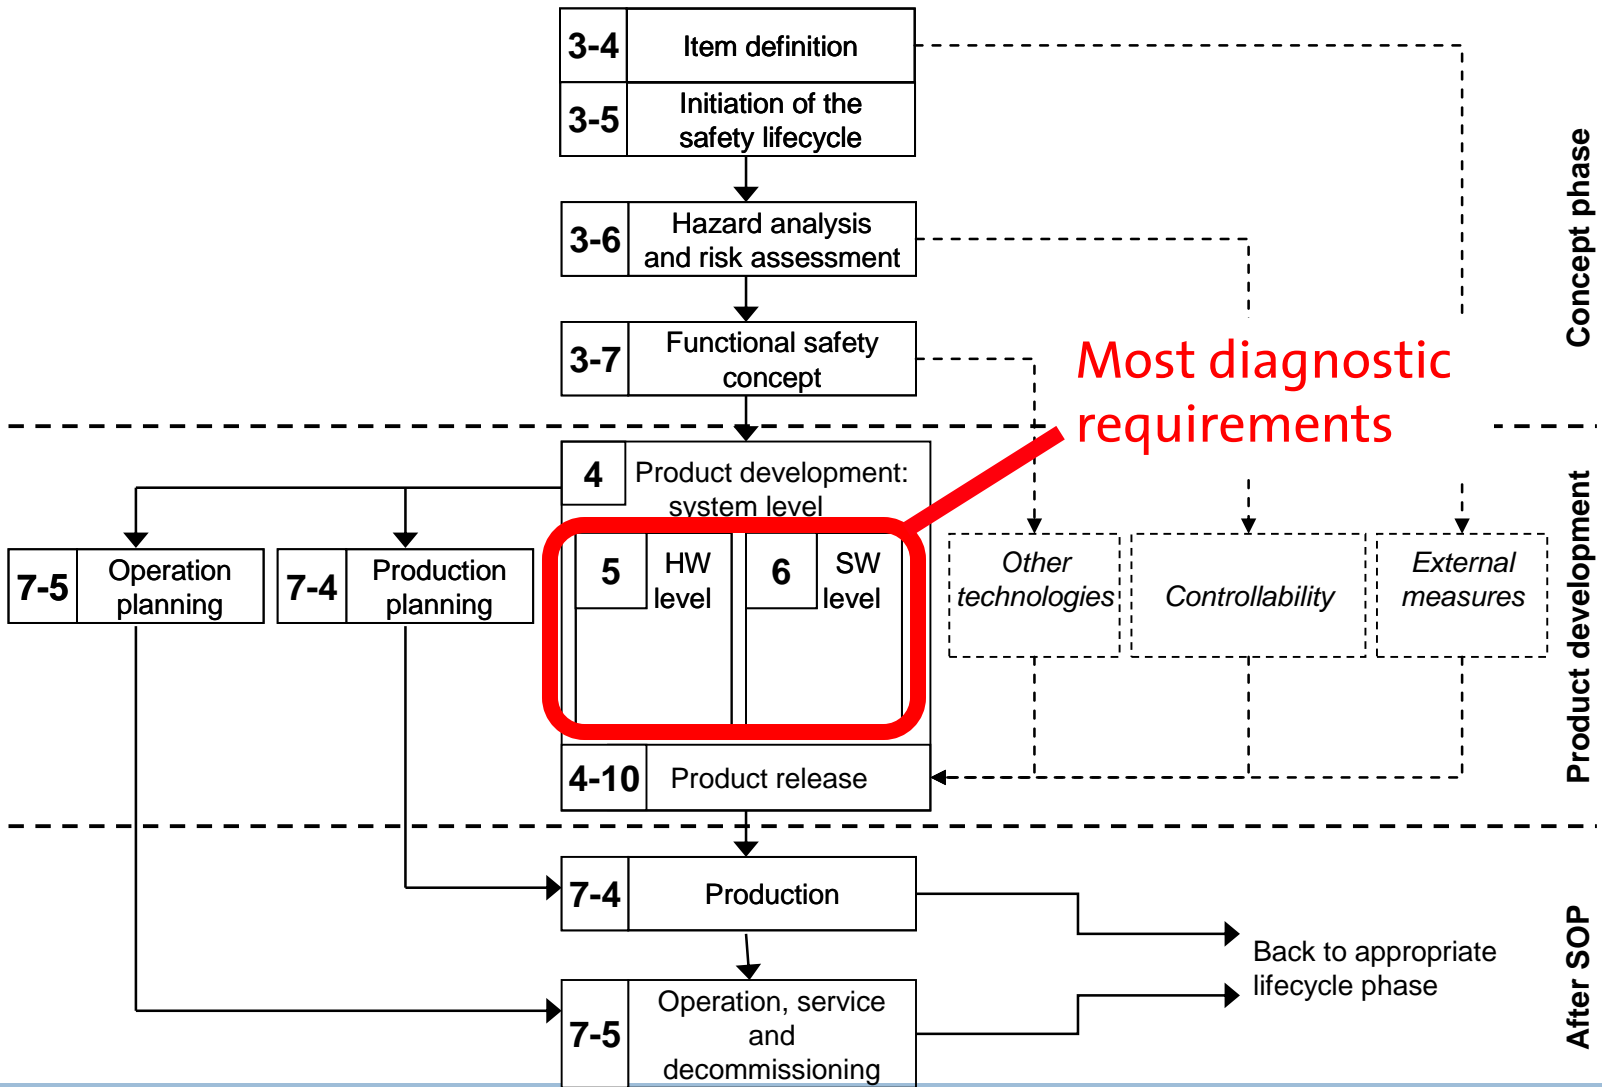 3-4
Item definition
3-5
Initiation of the
safety lifecycle
3-6
Hazard analysis
and risk assessment
3-7
Functional safety
concept
Concept phase
Most diagnostic
requirements
4
Product development:
system level
5
HW
level
6
SW
level
7-5
Operation
planning
7-4
Production
planning
Other
technologies
Controllability
External
measures
Product development
4-10
Product release
7-4
Production
7-5
Operation, service
and
decommissioning
Back to appropriate
lifecycle phase
After SOP